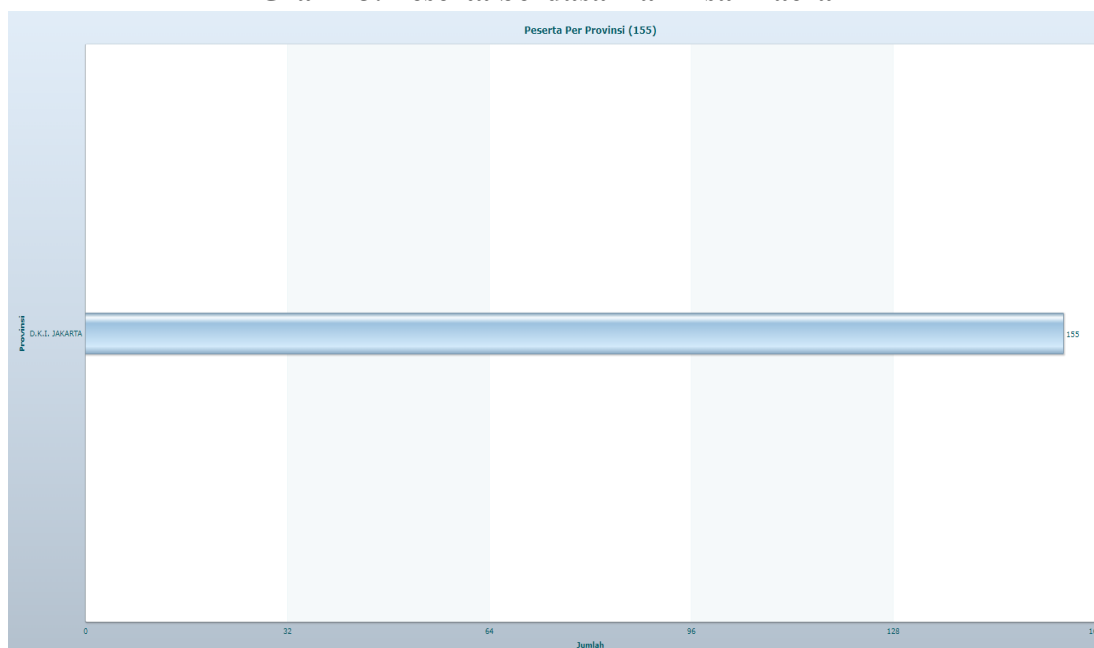 Peserta Per Provinsi (155)
Provinsi
D.K.I. JAKARTA
155
0 32 64 96 128
Jumlah